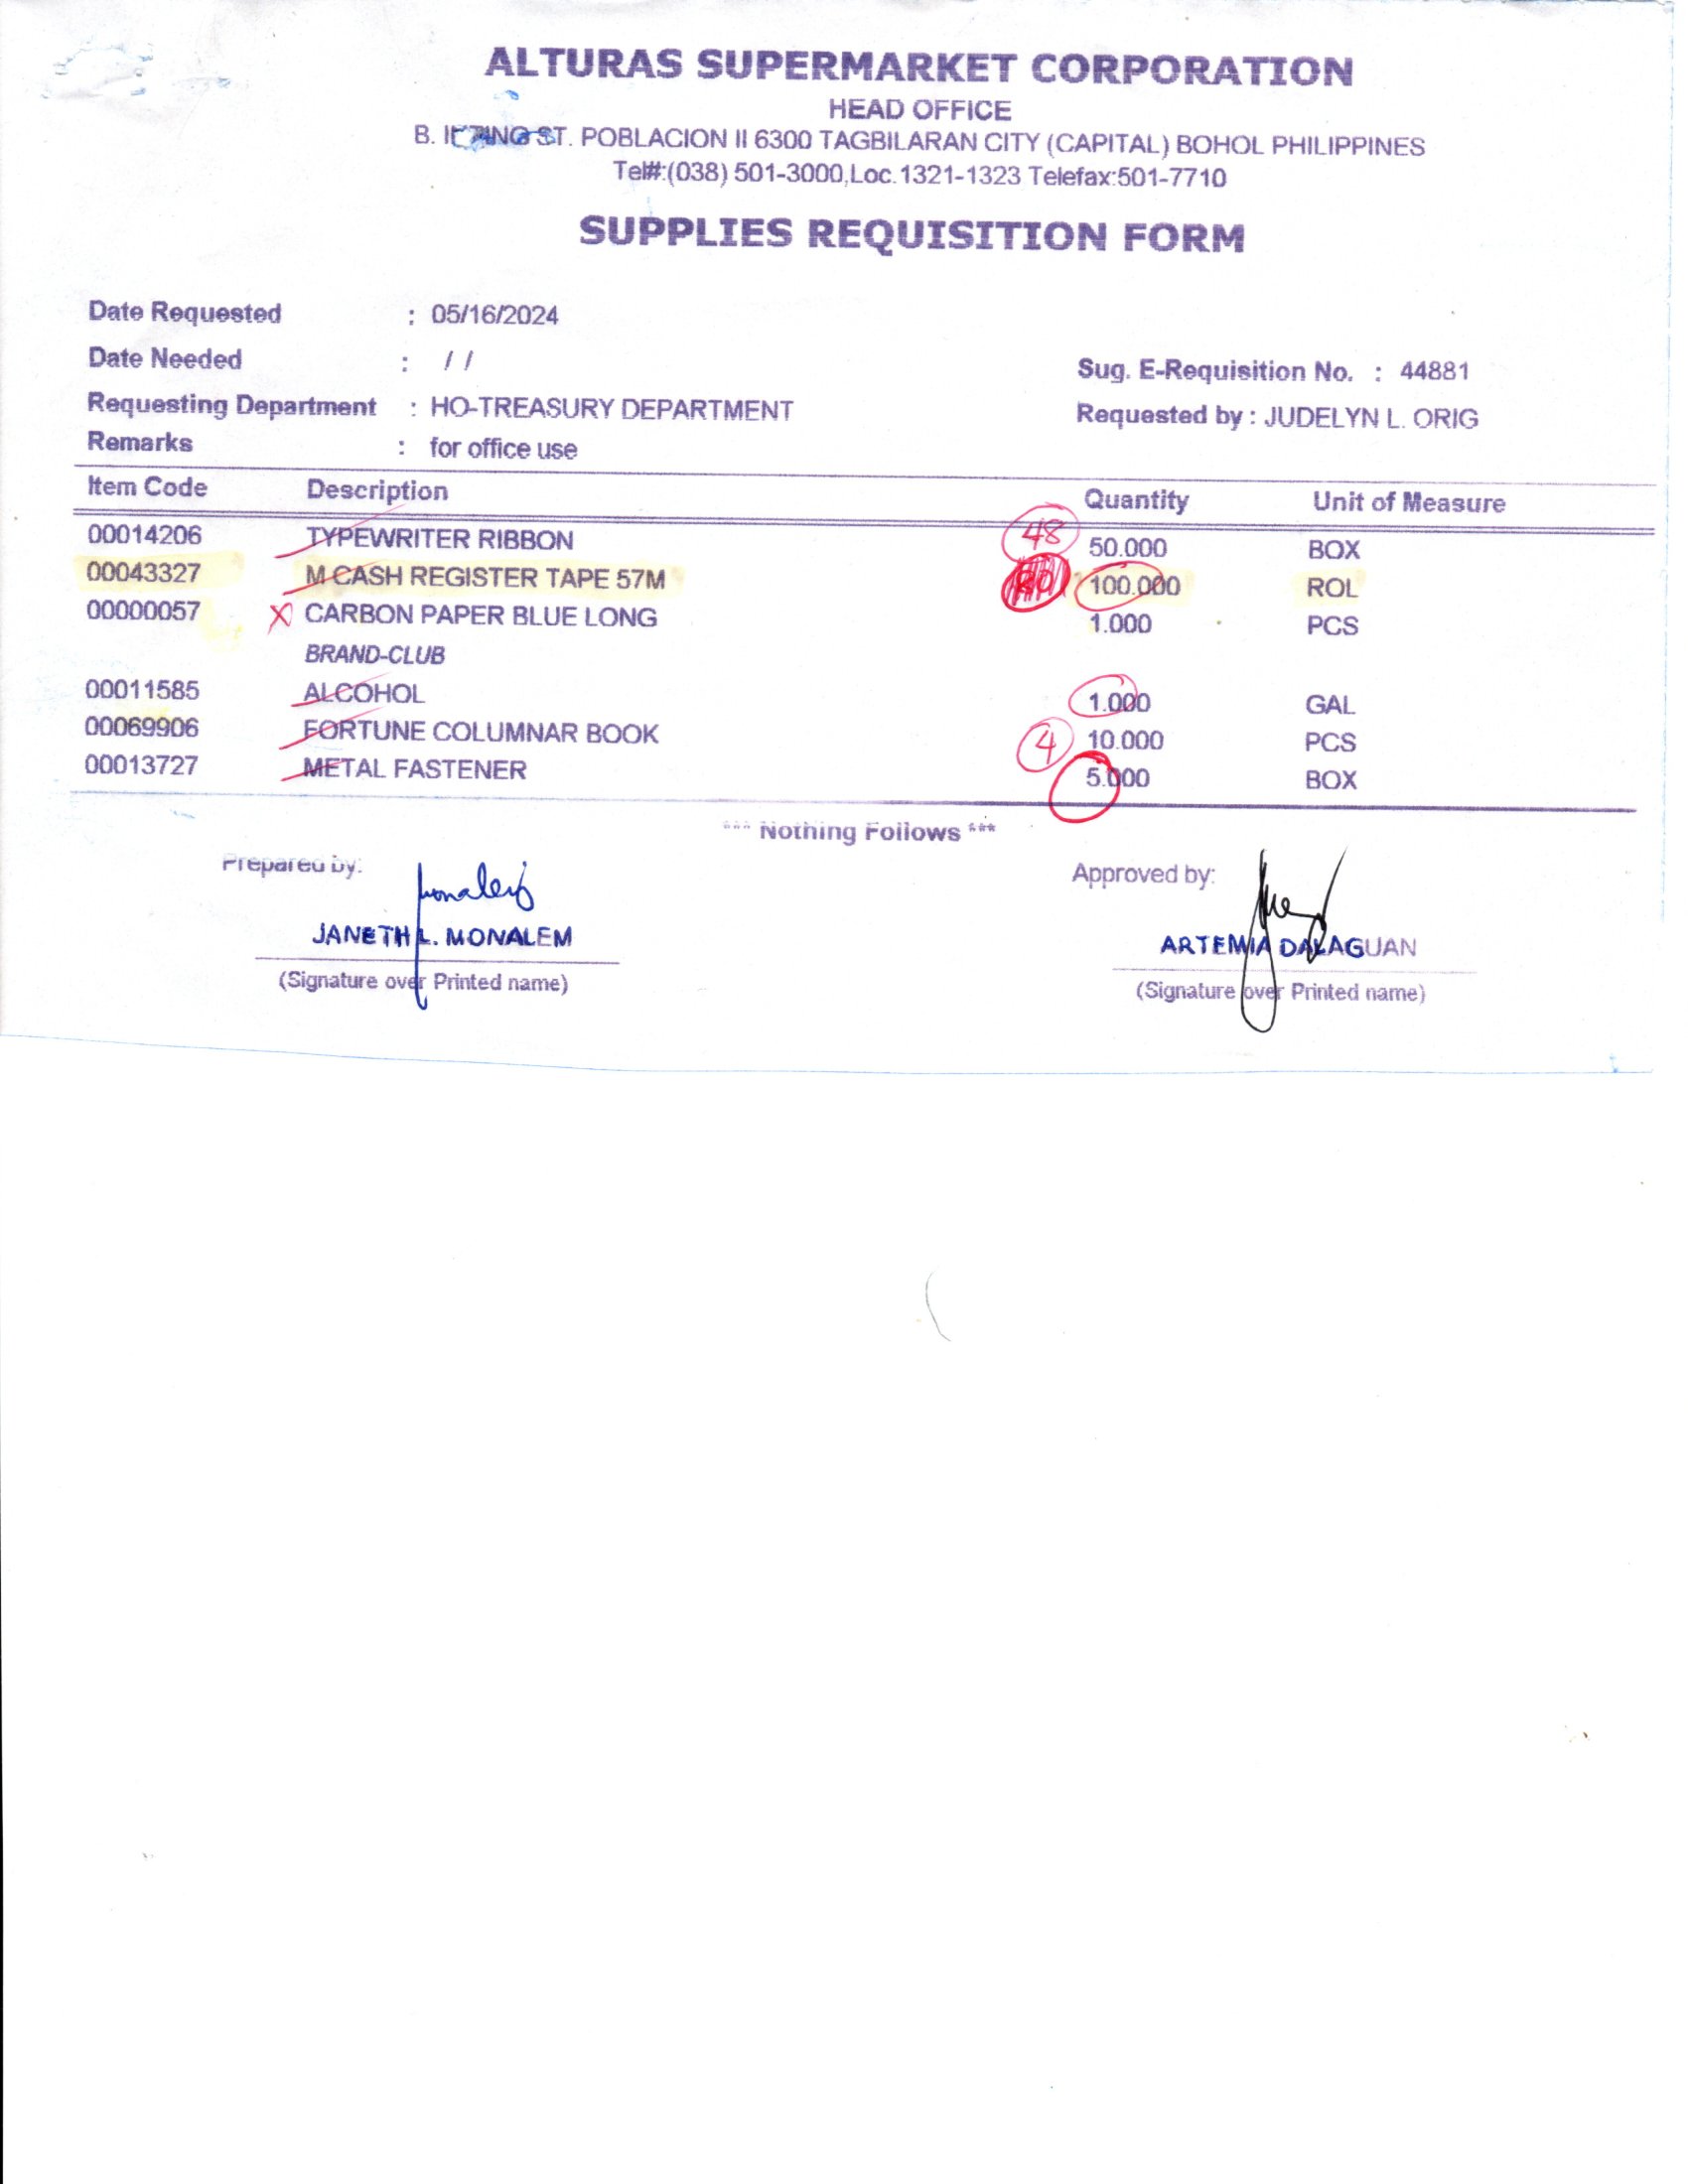 ALTURAS SUPERMARKET CORPORATION
HEAD OFFICE
B. ST. POBLACION II 6300 TAGBILARAN CITY (CAPITAL) BOHOL PHILIPPINES
Tel#:(038) 501-3000,Loc.1321-1323 Telefax:501-7710
SUPPLIES REQUISITION FORM
Date Requested : 05/16/2024
Date Needed : / /
Sug. E-Requisition No. : 44881
Requesting Department : HO-TREASURY DEPARTMENT
Requested by : JUDELYN L. ORIG
Remarks : for office use
Item Code Description Quantity Unit of Measure
00014206 TYPEWRITER RIBBON 48 50.000 BOX
00043327 M CASH REGISTER TAPE 57M 100.000 ROL
00000057 X CARBON PAPER BLUE LONG 1.000 PCS
BRAND-CLUB
00011585 ALCOHOL 1.000 GAL
00069906 FORTUNE COLUMNAR BOOK 4 10.000 PCS
00013727 METAL FASTENER 5.000 BOX
*** Nothing Follows ***
Prepared by: Approved by:
JANETH L. MONALEM ARTEMIA DALAGUAN
(Signature over Printed name) (Signature over Printed name)